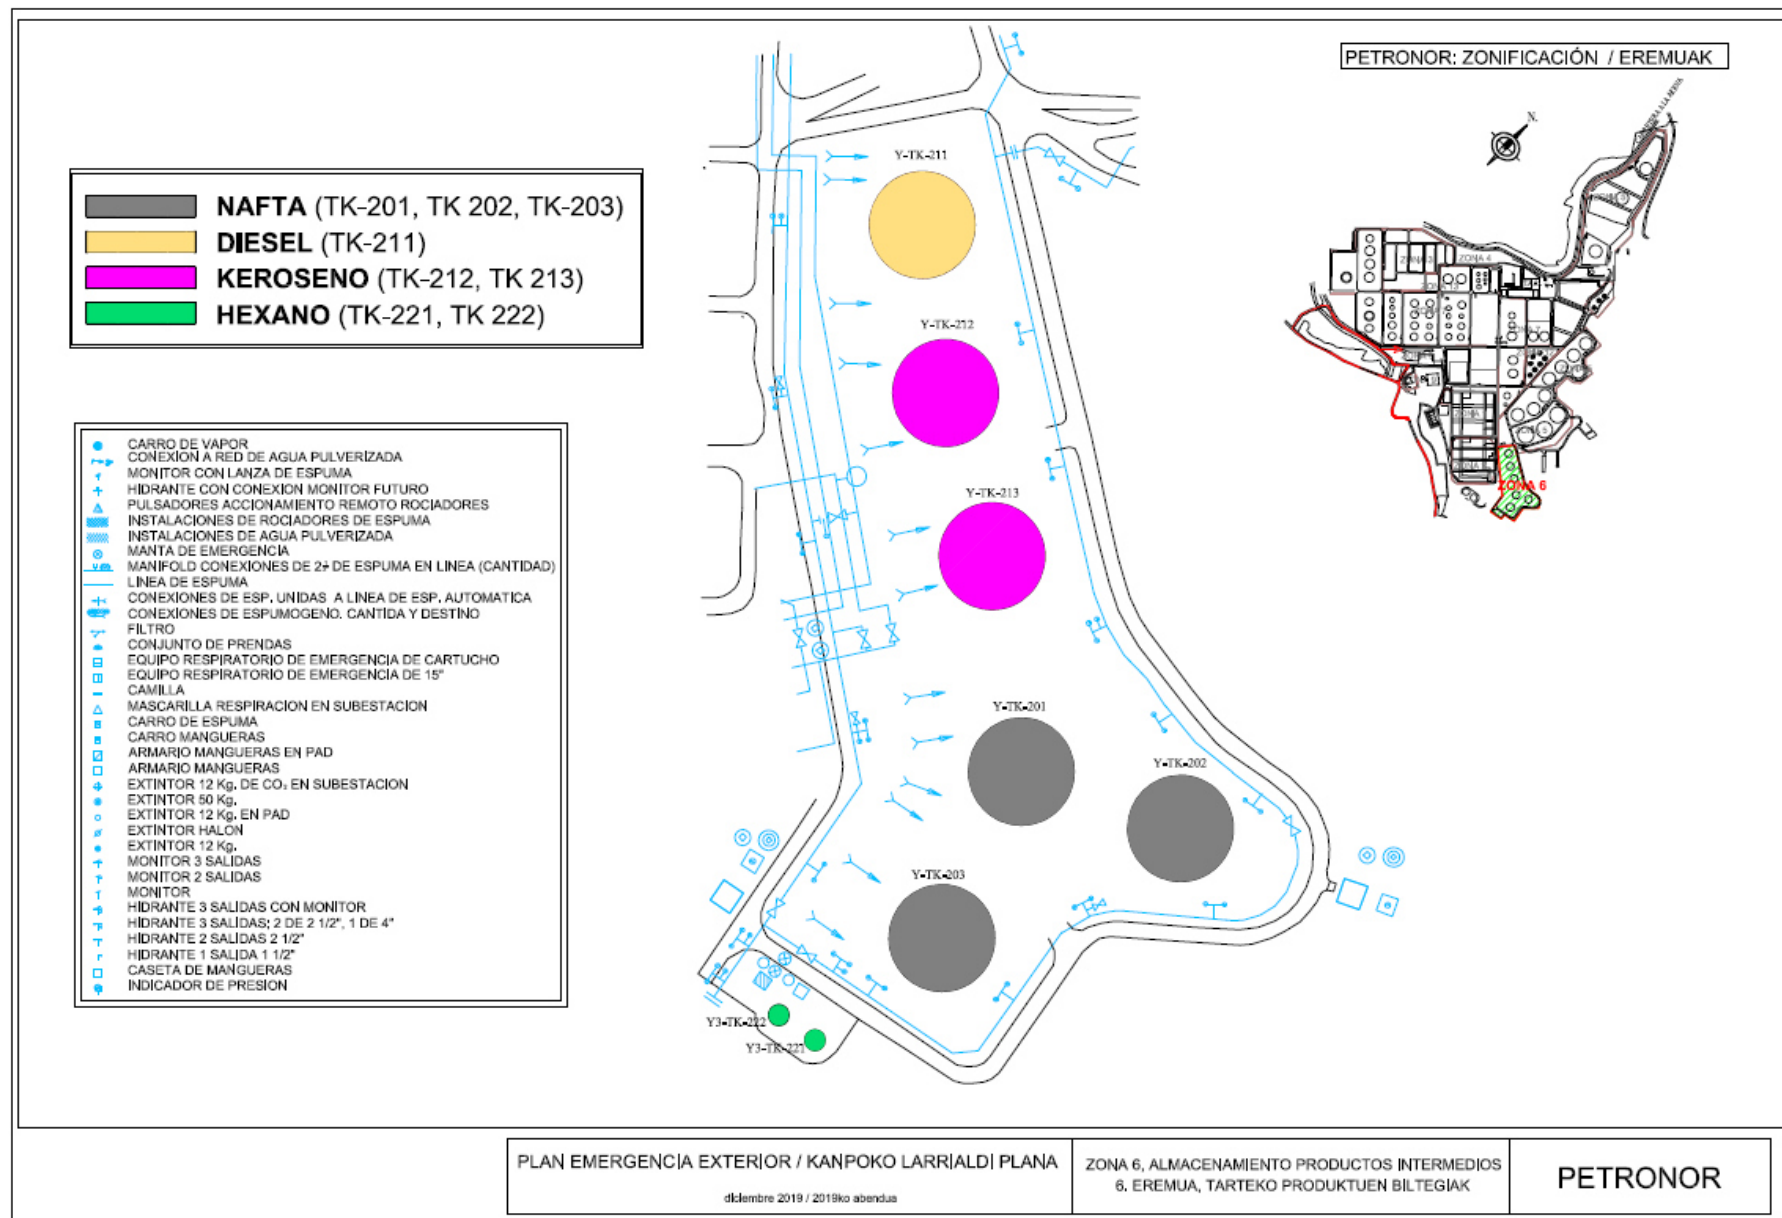 PETRONOR: ZONIFICACIÓN / EREMUAK
N.
NAFTA (TK-201, TK 202, TK-203)
DIESEL (TK-211)
KEROSENO (TK-212, TK 213)
HEXANO (TK-221, TK 222)
CARRO DE VAPOR
CONEXION A RED DE AGUA PULVERIZADA
MONITOR CON LANZA DE ESPUMA
HIDRANTE CON CONEXION MONITOR FUTURO
PULSADORES ACCIONAMIENTO REMOTO ROCIADORES
INSTALACIONES DE ROCIADORES DE ESPUMA
INSTALACIONES DE AGUA PULVERIZADA
MANTA DE EMERGENCIA
MANIFOLD CONEXIONES DE 2 DE ESPUMA EN LINEA (CANTIDAD)
LINEA DE ESPUMA
CONEXIONES DE ESP. UNIDAS A LINEA DE ESP. AUTOMATICA
CONEXIONES DE ESPUMOGENO. CANTIDA Y DESTINO
FILTRO
CONJUNTO DE PRENDAS
EQUIPO RESPIRATORIO DE EMERGENCIA DE CARTUCHO
EQUIPO RESPIRATORIO DE EMERGENCIA DE 15"
CAMILLA
MASCARILLA RESPIRACION EN SUBESTACION
CARRO DE ESPUMA
CARRO MANGUERAS
ARMARIO MANGUERAS EN PAD
ARMARIO MANGUERAS
EXTINTOR 12 Kg. DE CO₂ EN SUBESTACION
EXTINTOR 50 Kg.
EXTINTOR 12 Kg. EN PAD
EXTINTOR HALON
EXTINTOR 12 Kg.
MONITOR 3 SALIDAS
MONITOR 2 SALIDAS
MONITOR
HIDRANTE 3 SALIDAS CON MONITOR
HIDRANTE 3 SALIDAS; 2 DE 2 1/2", 1 DE 4"
HIDRANTE 2 SALIDAS 2 1/2"
HIDRANTE 1 SALIDA 1 1/2"
CASETA DE MANGUERAS
INDICADOR DE PRESION
Y-TK-211
Y-TK-212
Y-TK-213
Y-TK-201
Y-TK-202
Y-TK-203
Y3-TK-222
Y3-TK-221
ZONA 3
ZONA 4
ZONA 6
PLAN EMERGENCIA EXTERIOR / KANPOKO LARRIALDI PLANA
diciembre 2019 / 2019ko abendua
ZONA 6, ALMACENAMIENTO PRODUCTOS INTERMEDIOS
6. EREMUA, TARTEKO PRODUKTUEN BILTEGIAK
PETRONOR